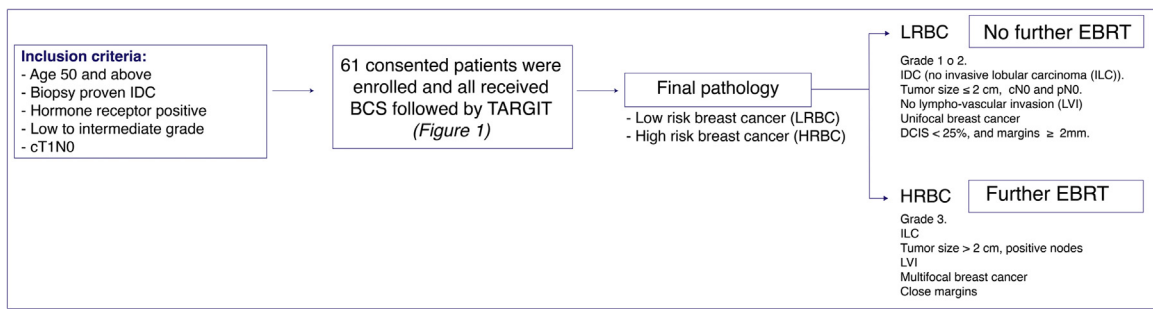 Inclusion criteria:
- Age 50 and above
- Biopsy proven IDC
- Hormone receptor positive
- Low to intermediate grade
- cT1N0
61 consented patients were
enrolled and all received
BCS followed by TARGIT
(Figure 1)
Final pathology
- Low risk breast cancer (LRBC)
- High risk breast cancer (HRBC)
LRBC
No further EBRT
Grade 1 o 2.
IDC (no invasive lobular carcinoma (ILC)).
Tumor size ≤ 2 cm, cN0 and pN0.
No lympho-vascular invasion (LVI)
Unifocal breast cancer
DCIS < 25%, and margins ≥ 2mm.
HRBC
Further EBRT
Grade 3.
ILC
Tumor size > 2 cm, positive nodes
LVI
Multifocal breast cancer
Close margins